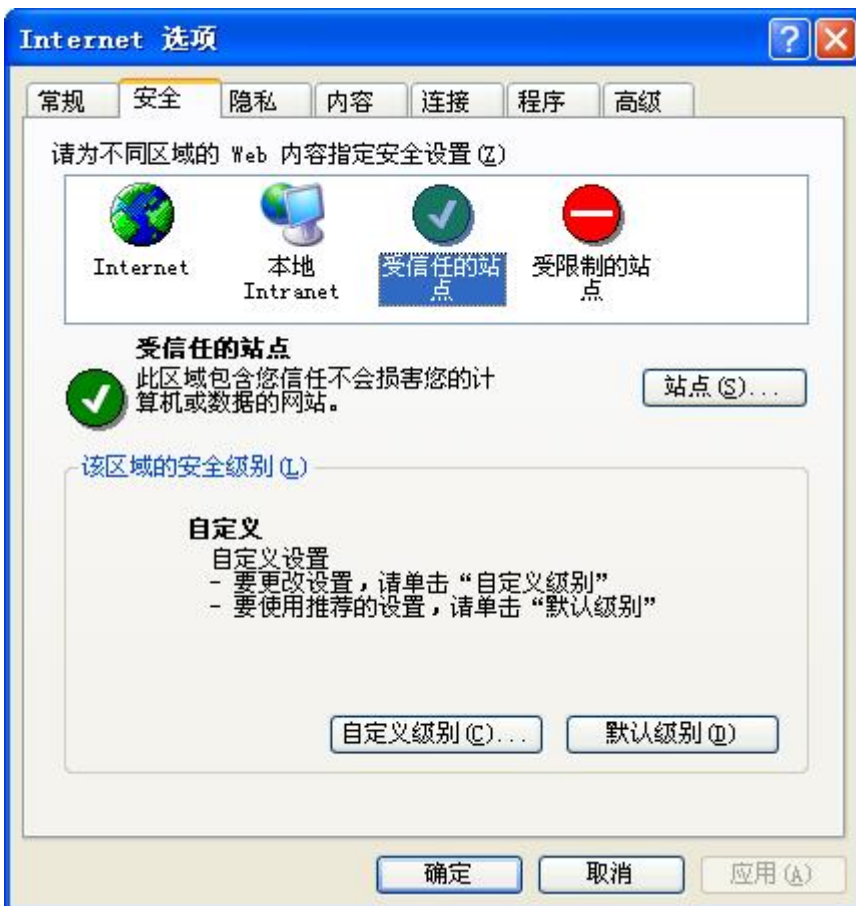 Internet 选项
常规 安全 隐私 内容 连接 程序 高级
请为不同区域的 Web 内容指定安全设置(Z)
Internet
本地
Intranet
受信任的站
点
受限制的站
点
受信任的站点
此区域包含您信任不会损害您的计
算机或数据的网站。
站点(S)...
该区域的安全级别(L)
自定义
自定义设置
- 要更改设置，请单击“自定义级别”
- 要使用推荐的设置，请单击“默认级别”
自定义级别(C)... 默认级别(D)
确定 取消 应用(A)